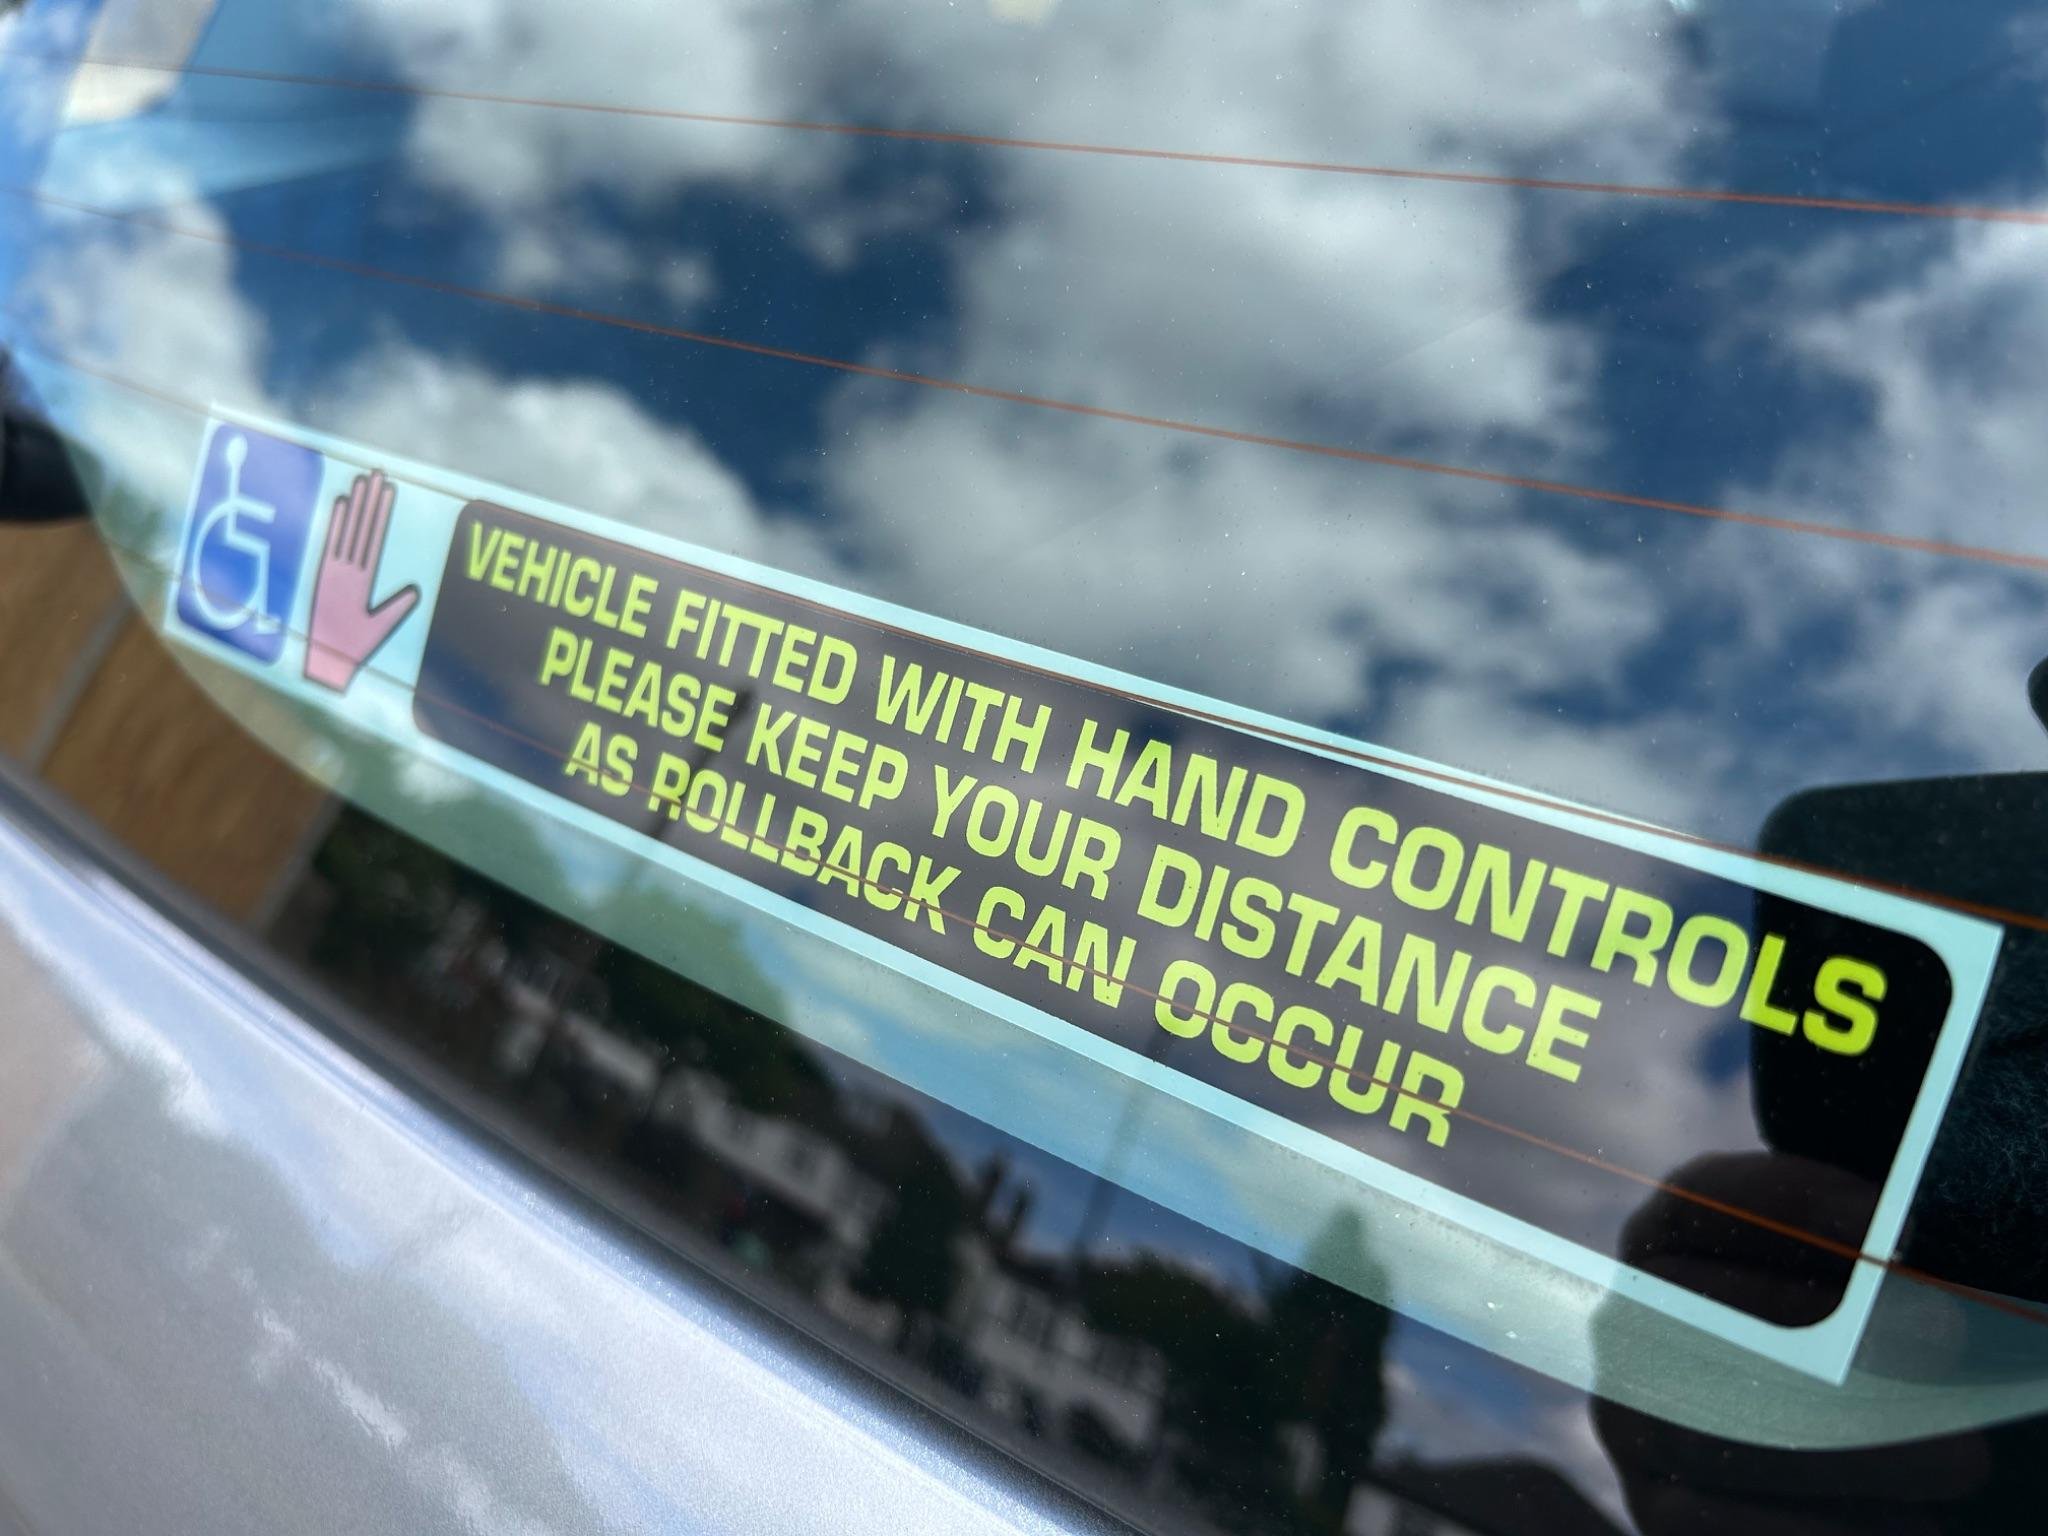 VEHICLE FITTED WITH HAND CONTROLS
PLEASE KEEP YOUR DISTANCE
AS ROLLBACK CAN OCCUR